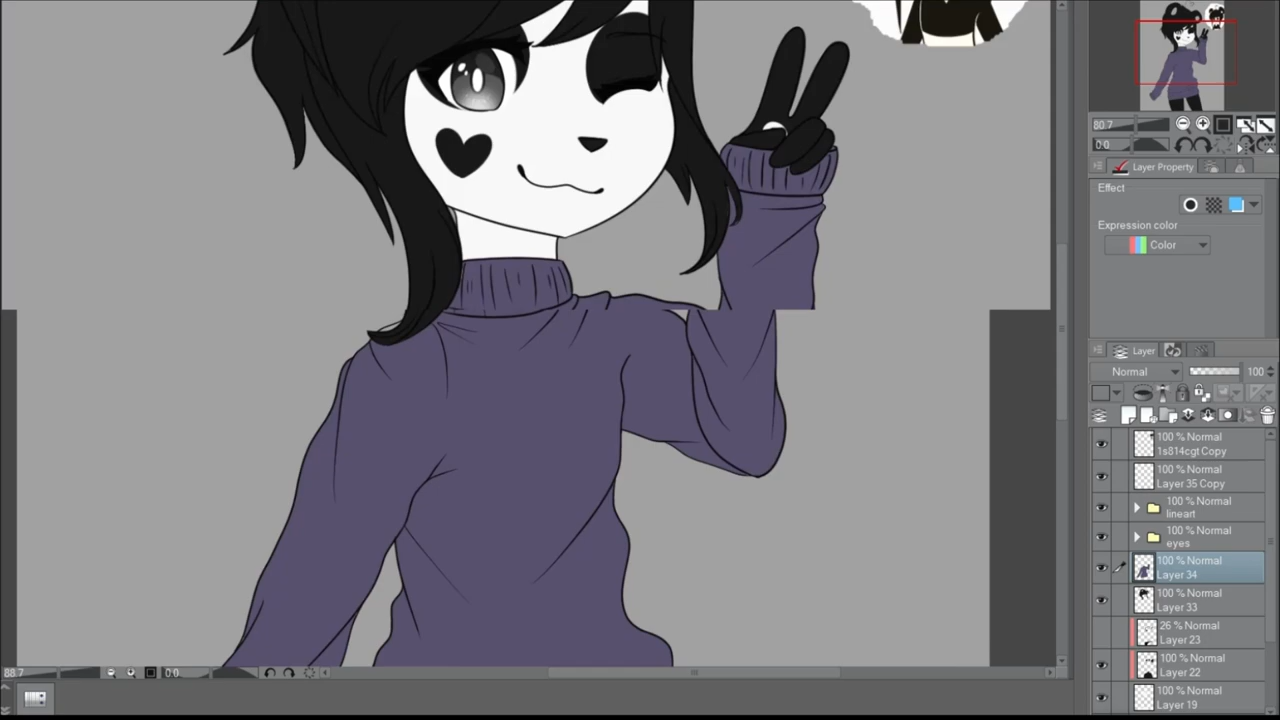 80.7
0.0
Layer Property
Effect
Expression color
Color
Layer
Normal 100
100 % Normal
1s814cgt Copy
100 % Normal
Layer 35 Copy
100 % Normal
lineart
100 % Normal
eyes
100 % Normal
Layer 34
100 % Normal
Layer 33
26 % Normal
Layer 23
100 % Normal
Layer 22
100 % Normal
Layer 19
88.7 0.0